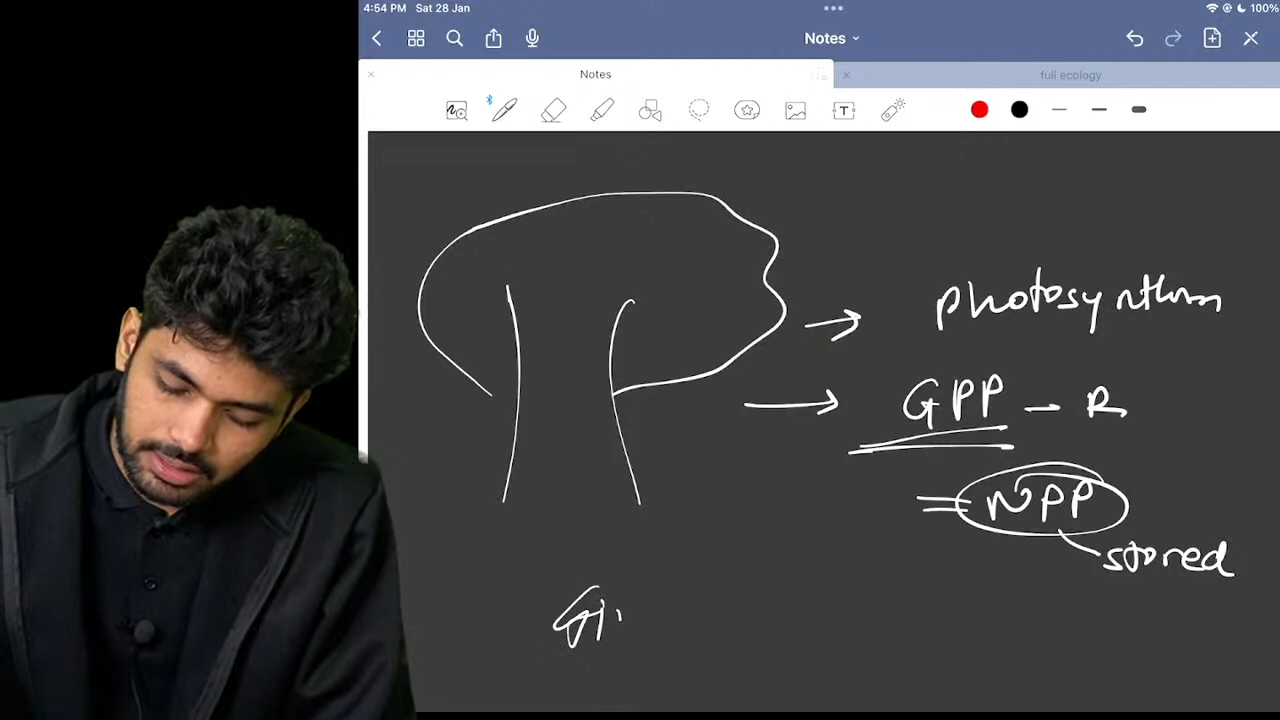 4:54 PM Sat 28 Jan
100%
Notes
Notes
full ecology
T
photosynthesis
GPP - R
= NPP
stored